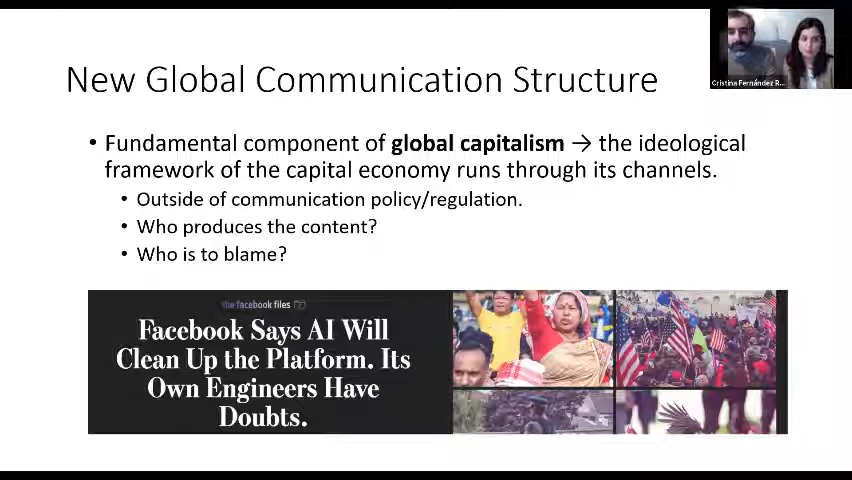 Cristina Fernández R...
New Global Communication Structure
• Fundamental component of global capitalism → the ideological
framework of the capital economy runs through its channels.
• Outside of communication policy/regulation.
• Who produces the content?
• Who is to blame?
the facebook files
Facebook Says AI Will
Clean Up the Platform. Its
Own Engineers Have
Doubts.